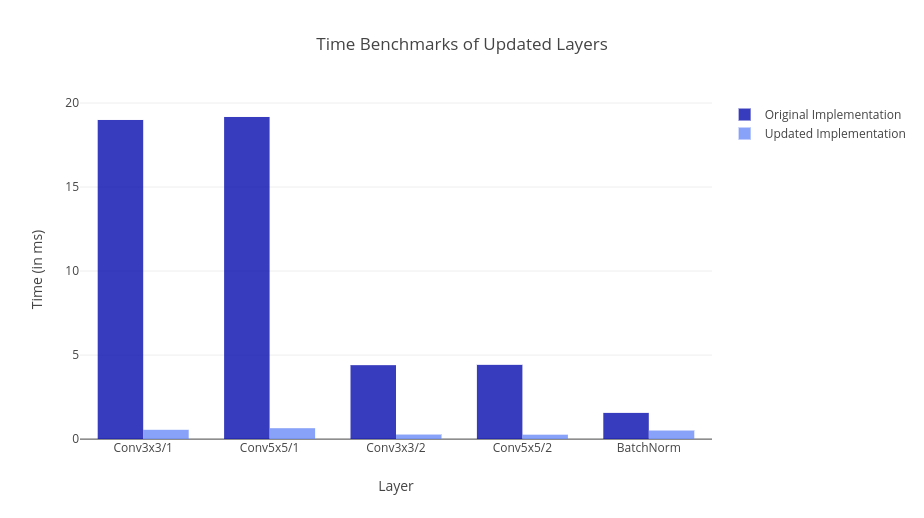 Time Benchmarks of Updated Layers
Original Implementation
Updated Implementation
Time (in ms)
20
15
10
5
0
Conv3x3/1 Conv5x5/1 Conv3x3/2 Conv5x5/2 BatchNorm
Layer